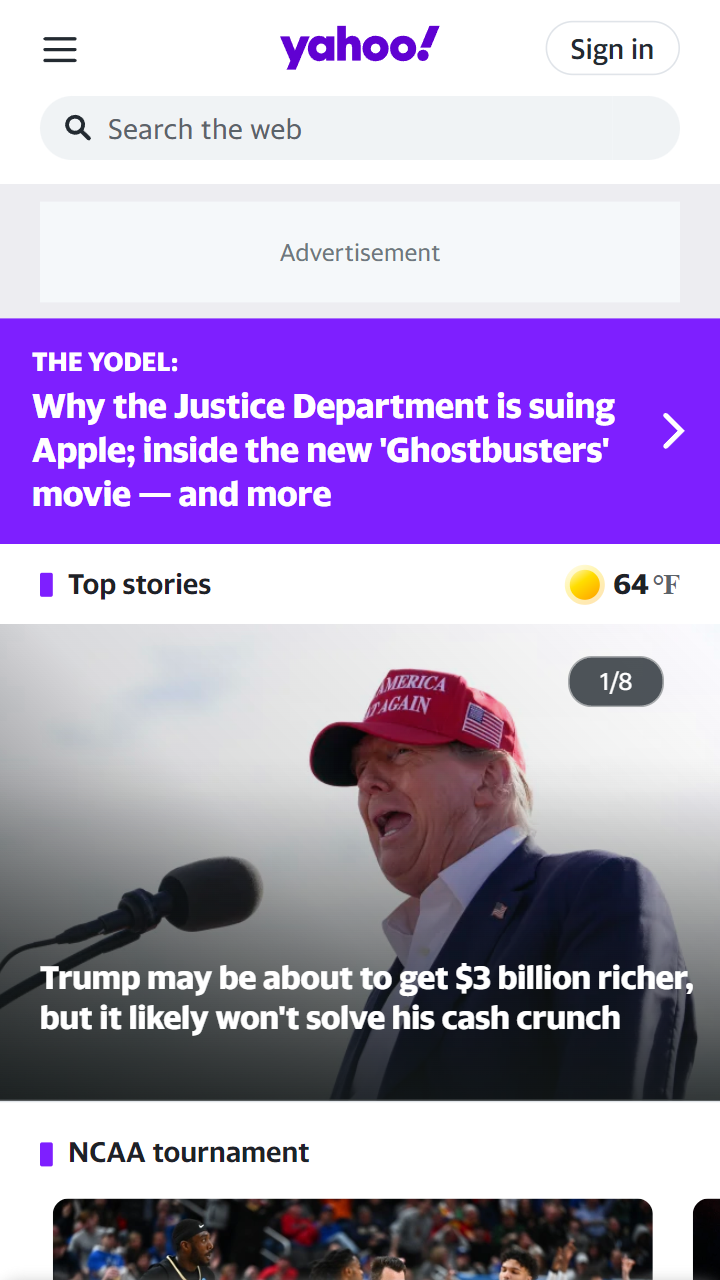 yahoo!
Sign in
Search the web
Advertisement
THE YODEL:
Why the Justice Department is suing
Apple; inside the new 'Ghostbusters'
movie — and more
Top stories
64 °F
1/8
AMERICA
AGAIN
Trump may be about to get $3 billion richer,
but it likely won't solve his cash crunch
NCAA tournament